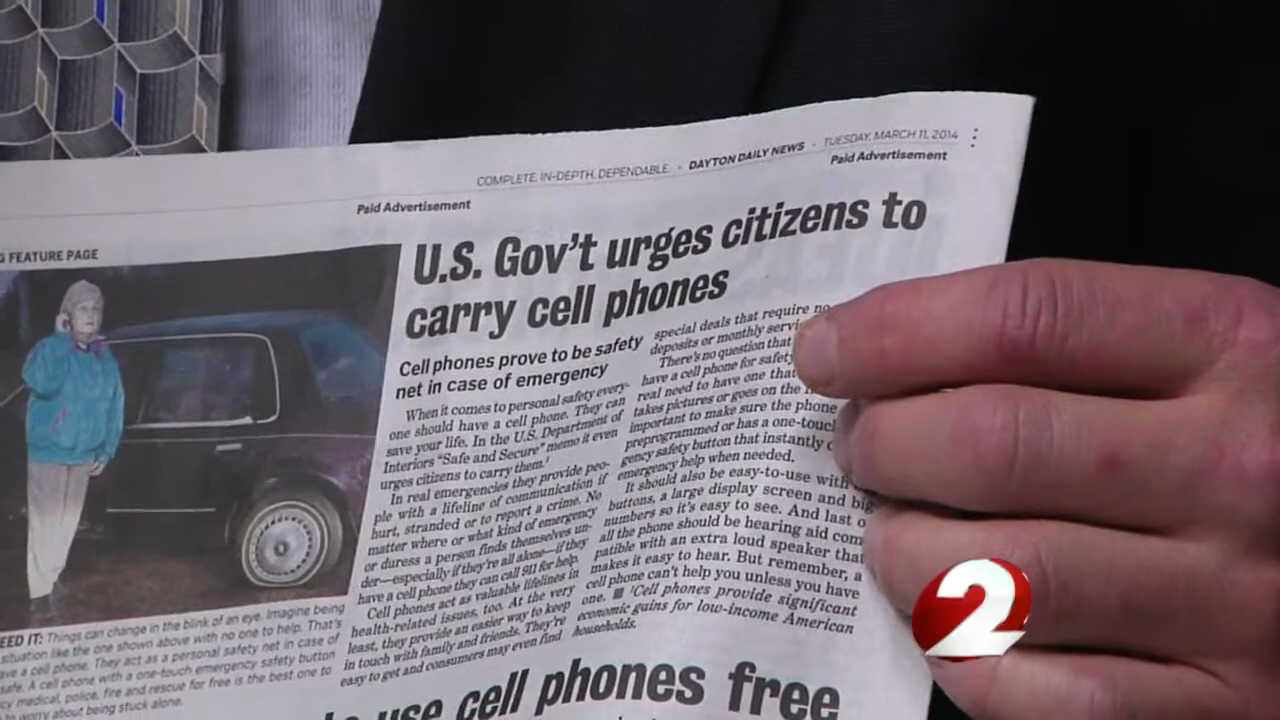 COMPLETE. IN-DEPTH. DEPENDABLE. · DAYTON DAILY NEWS · TUESDAY, MARCH 11, 2014
Paid Advertisement
Paid Advertisement
FEATURE PAGE
U.S. Gov't urges citizens to
carry cell phones
Cell phones prove to be safety
net in case of emergency
When it comes to personal safety every-
one should have a cell phone. They can
save your life. In the U.S. Department of
Interiors "Safe and Secure" memo it even
urges citizens to carry them.¹
In real emergencies they provide peo-
ple with a lifeline of communication if
hurt, stranded or to report a crime. No
matter where or what kind of emergency
or duress a person finds themselves un-
der—especially if they're all alone—if they
have a cell phone they can call 911 for help.
Cell phones act as valuable lifelines in
health-related issues, too. At the very
least, they provide an easier way to keep
in touch with family and friends. They're
easy to get and consumers may even find
special deals that require no
deposits or monthly
There's no question that
have a cell phone for safety
real need to have one that
takes pictures or goes on the
important to make sure the phone
preprogrammed or has a one-touch
gency safety button that instantly
emergency help when needed.
It should also be easy-to-use with
buttons, a large display screen and big
numbers so it's easy to see. And last
all the phone should be hearing aid com
patible with an extra loud speaker that
makes it easy to hear. But remember, a
cell phone can't help you unless you have
one. ■ ¹Cell phones provide significant
economic gains for low-income American
households.
EED IT: Things can change in the blink of an eye. Imagine being
situation like the one shown above with no one to help. That's
ave a cell phone. They act as a personal safety net in case of
safe. A cell phone with a one-touch emergency safety button
cy medical, police, fire and rescue for free is the best one to
to worry about being stuck alone.
use cell phones free
2